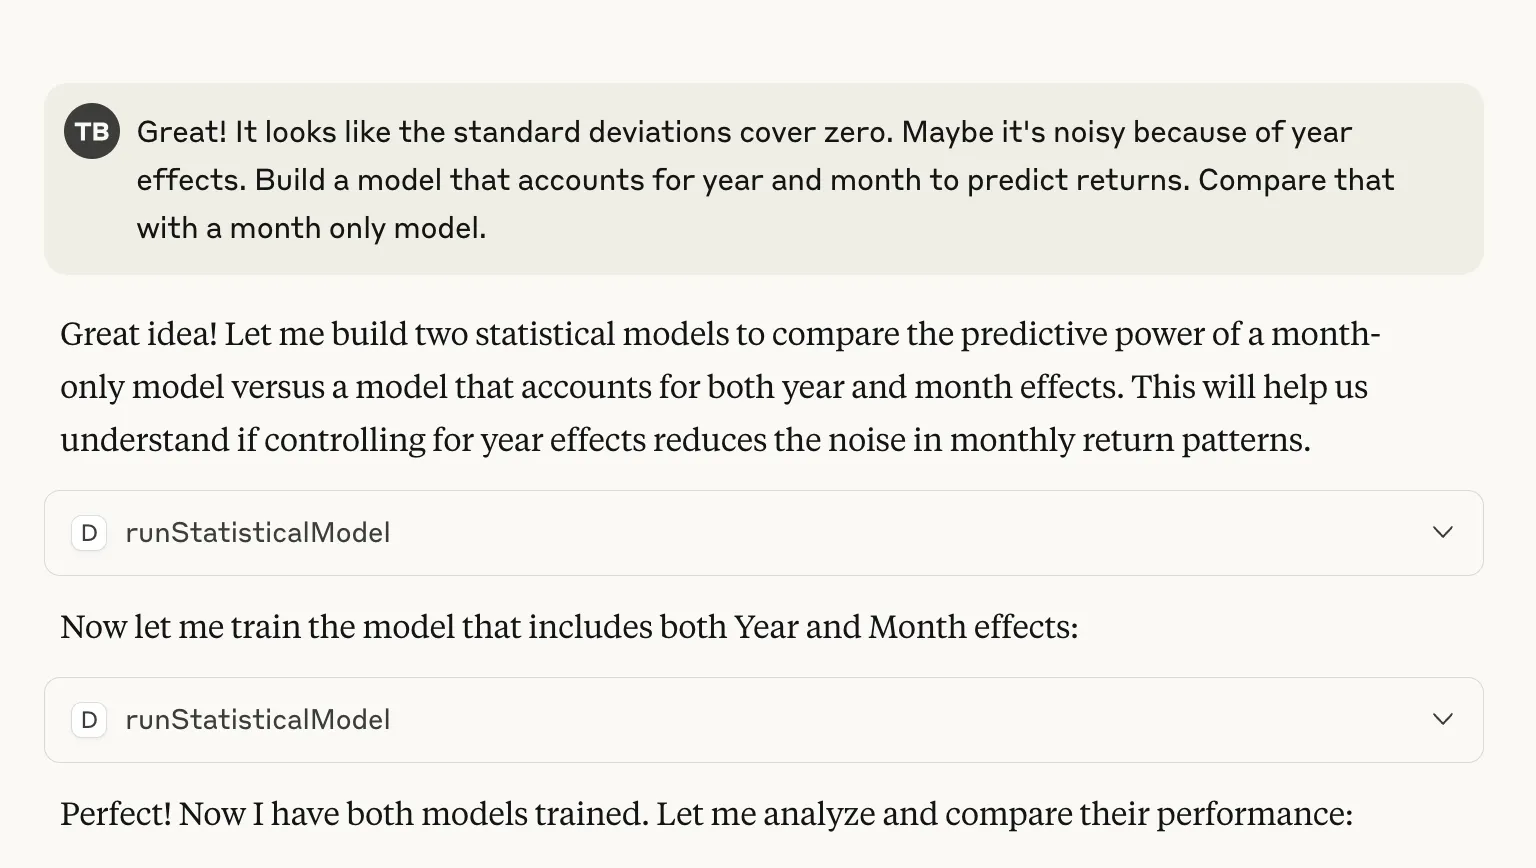 TB
Great! It looks like the standard deviations cover zero. Maybe it's noisy because of year
effects. Build a model that accounts for year and month to predict returns. Compare that
with a month only model.
Great idea! Let me build two statistical models to compare the predictive power of a month-
only model versus a model that accounts for both year and month effects. This will help us
understand if controlling for year effects reduces the noise in monthly return patterns.
D runStatisticalModel
Now let me train the model that includes both Year and Month effects:
D runStatisticalModel
Perfect! Now I have both models trained. Let me analyze and compare their performance: